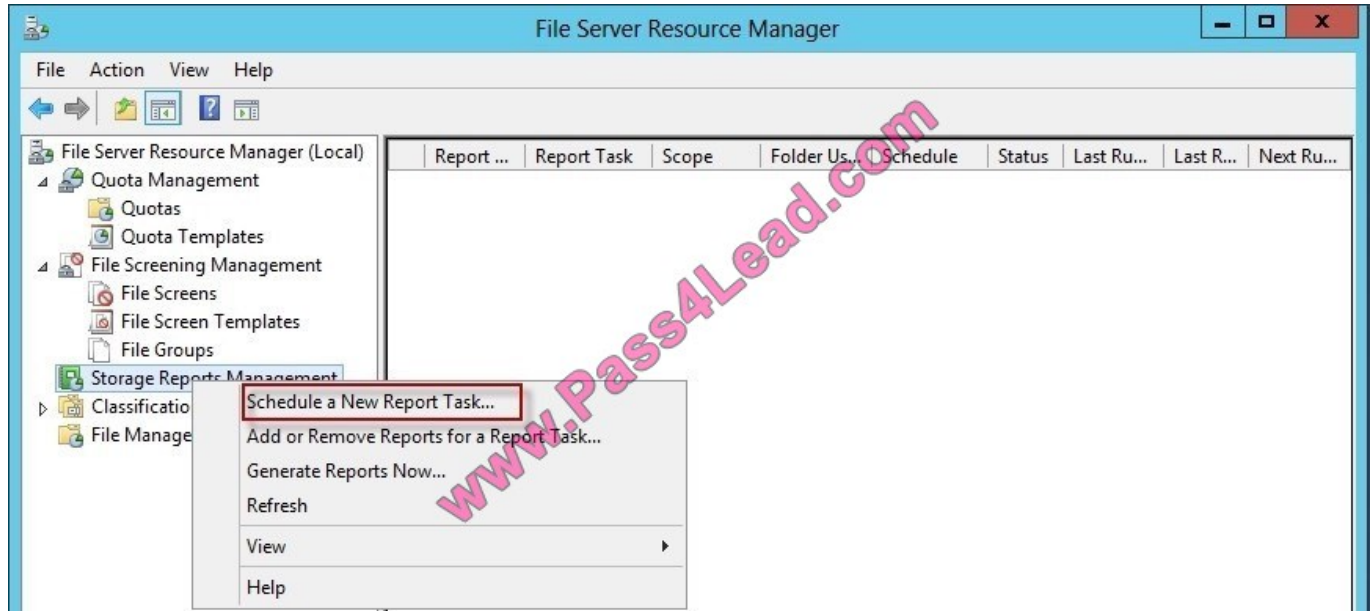 File Server Resource Manager
File Action View Help
File Server Resource Manager (Local)
Quota Management
Quotas
Quota Templates
File Screening Management
File Screens
File Screen Templates
File Groups
Storage Reports Management
Classificatio
File Manage
Report ... Report Task Scope Folder Us... Schedule Status Last Ru... Last R... Next Ru...
Schedule a New Report Task...
Add or Remove Reports for a Report Task...
Generate Reports Now...
Refresh
View
Help
www.Pass4Lead.com